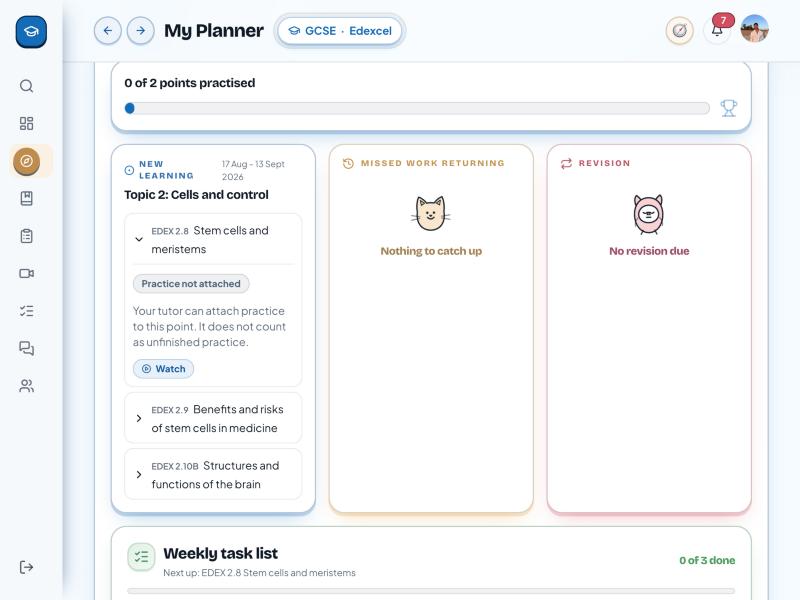 My Planner
GCSE · Edexcel
7
0 of 2 points practised
NEW LEARNING
17 Aug – 13 Sept 2026
Topic 2: Cells and control
EDEX 2.8 Stem cells and
meristems
Practice not attached
Your tutor can attach practice
to this point. It does not count
as unfinished practice.
Watch
EDEX 2.9 Benefits and risks
of stem cells in medicine
EDEX 2.10B Structures and
functions of the brain
MISSED WORK RETURNING
Nothing to catch up
REVISION
No revision due
Weekly task list
Next up: EDEX 2.8 Stem cells and meristems
0 of 3 done